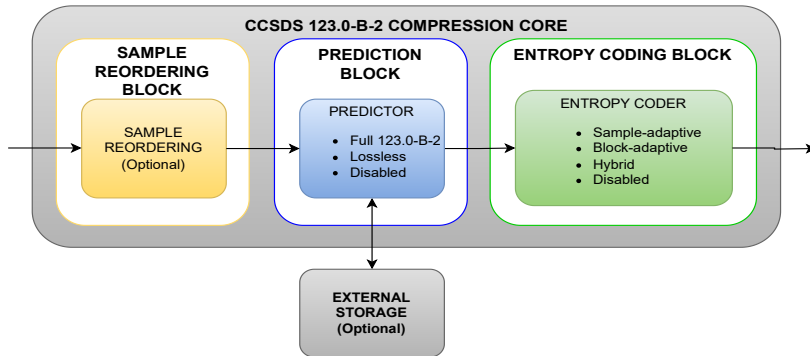 CCSDS 123.0-B-2 COMPRESSION CORE
SAMPLE
REORDERING
BLOCK
SAMPLE
REORDERING
(Optional)
PREDICTION
BLOCK
PREDICTOR
• Full 123.0-B-2
• Lossless
• Disabled
ENTROPY CODING BLOCK
ENTROPY CODER
• Sample-adaptive
• Block-adaptive
• Hybrid
• Disabled
EXTERNAL
STORAGE
(Optional)